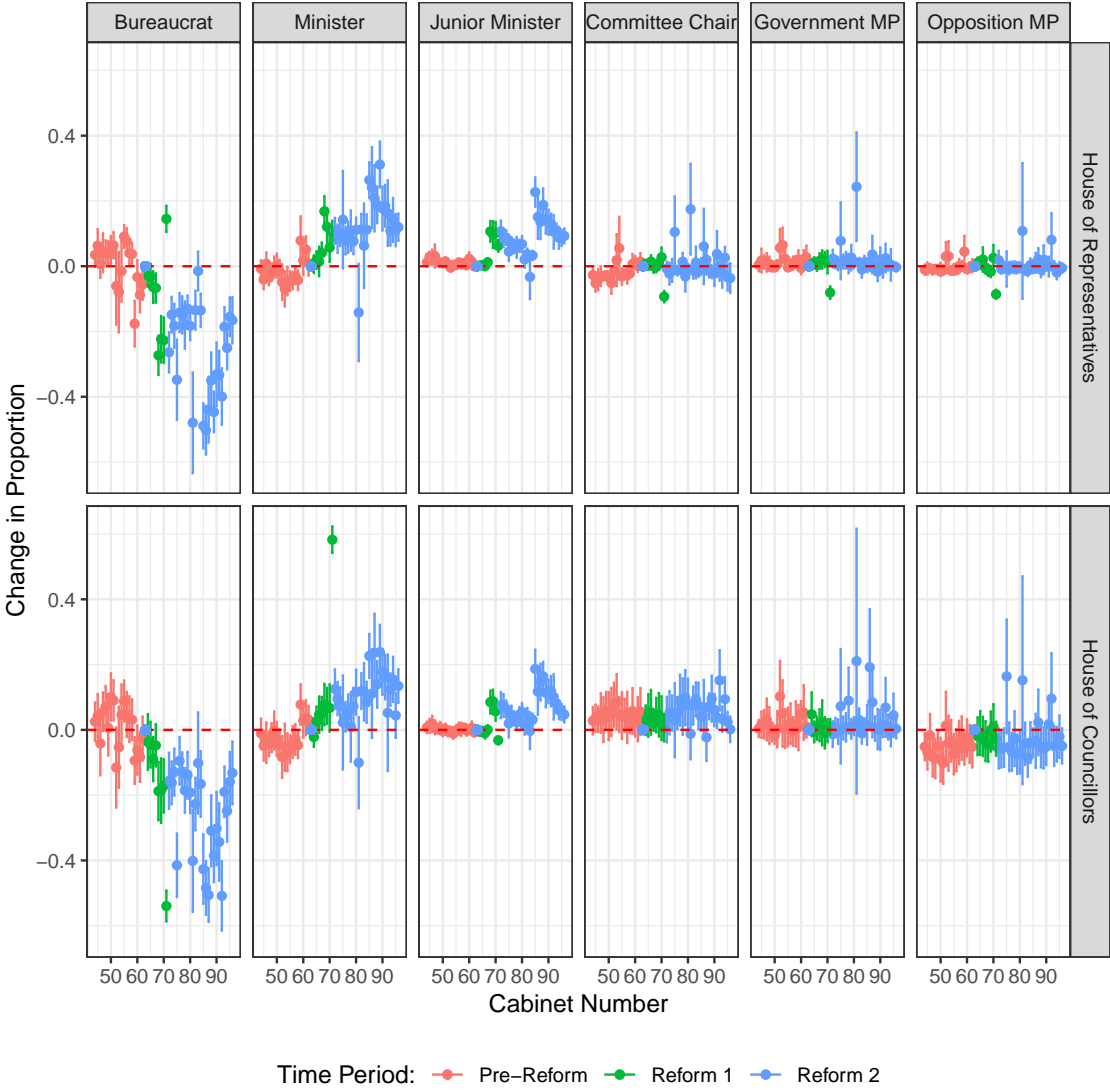 Bureaucrat Minister Junior Minister Committee Chair Government MP Opposition MP
0.4
0.0
−0.4
House of Representatives
Change in Proportion
0.4
0.0
−0.4
House of Councillors
50 60 70 80 90 50 60 70 80 90 50 60 70 80 90 50 60 70 80 90 50 60 70 80 90 50 60 70 80 90
Cabinet Number
Time Period: Pre−Reform Reform 1 Reform 2